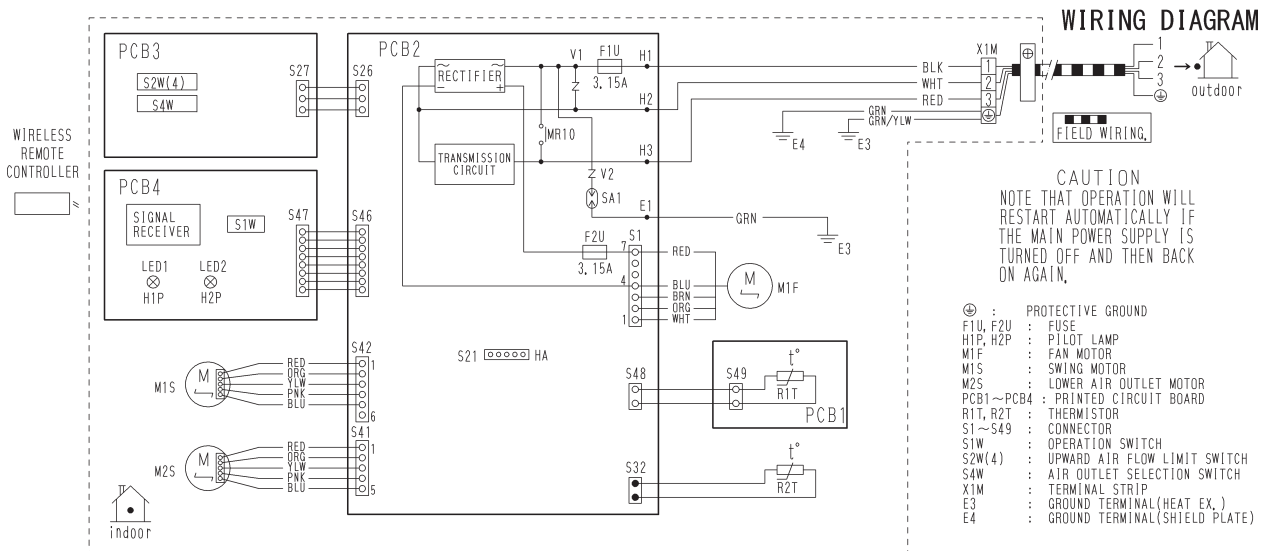 WIRING DIAGRAM
PCB3
S2W(4)
S4W
S27
S26
PCB2
RECTIFIER
~ ~
- +
V1
F1U
3.15A
H1
H2
MR10
TRANSMISSION
CIRCUIT
H3
V2
SA1
E1
F2U
3.15A
BLK
WHT
RED
GRN
GRN/YLW
E4
E3
X1M
1
2
3
1
2
3
outdoor
FIELD WIRING.
WIRELESS
REMOTE
CONTROLLER
PCB4
SIGNAL
RECEIVER
S1W
LED1
H1P
LED2
H2P
S47
S46
GRN
E3
S1
7
4
1
RED
BLU
BRN
ORG
WHT
M
M1F
S21
HA
M1S
M
RED
ORG
YLW
PNK
BLU
S42
1
6
M2S
M
RED
ORG
YLW
PNK
BLU
S41
1
5
indoor
S48
S49
t°
R1T
PCB1
S32
t°
R2T
CAUTION
NOTE THAT OPERATION WILL
RESTART AUTOMATICALLY IF
THE MAIN POWER SUPPLY IS
TURNED OFF AND THEN BACK
ON AGAIN.
: PROTECTIVE GROUND
F1U, F2U : FUSE
H1P, H2P : PILOT LAMP
M1F : FAN MOTOR
M1S : SWING MOTOR
M2S : LOWER AIR OUTLET MOTOR
PCB1~PCB4 : PRINTED CIRCUIT BOARD
R1T, R2T : THERMISTOR
S1~S49 : CONNECTOR
S1W : OPERATION SWITCH
S2W(4) : UPWARD AIR FLOW LIMIT SWITCH
S4W : AIR OUTLET SELECTION SWITCH
X1M : TERMINAL STRIP
E3 : GROUND TERMINAL(HEAT EX.)
E4 : GROUND TERMINAL(SHIELD PLATE)